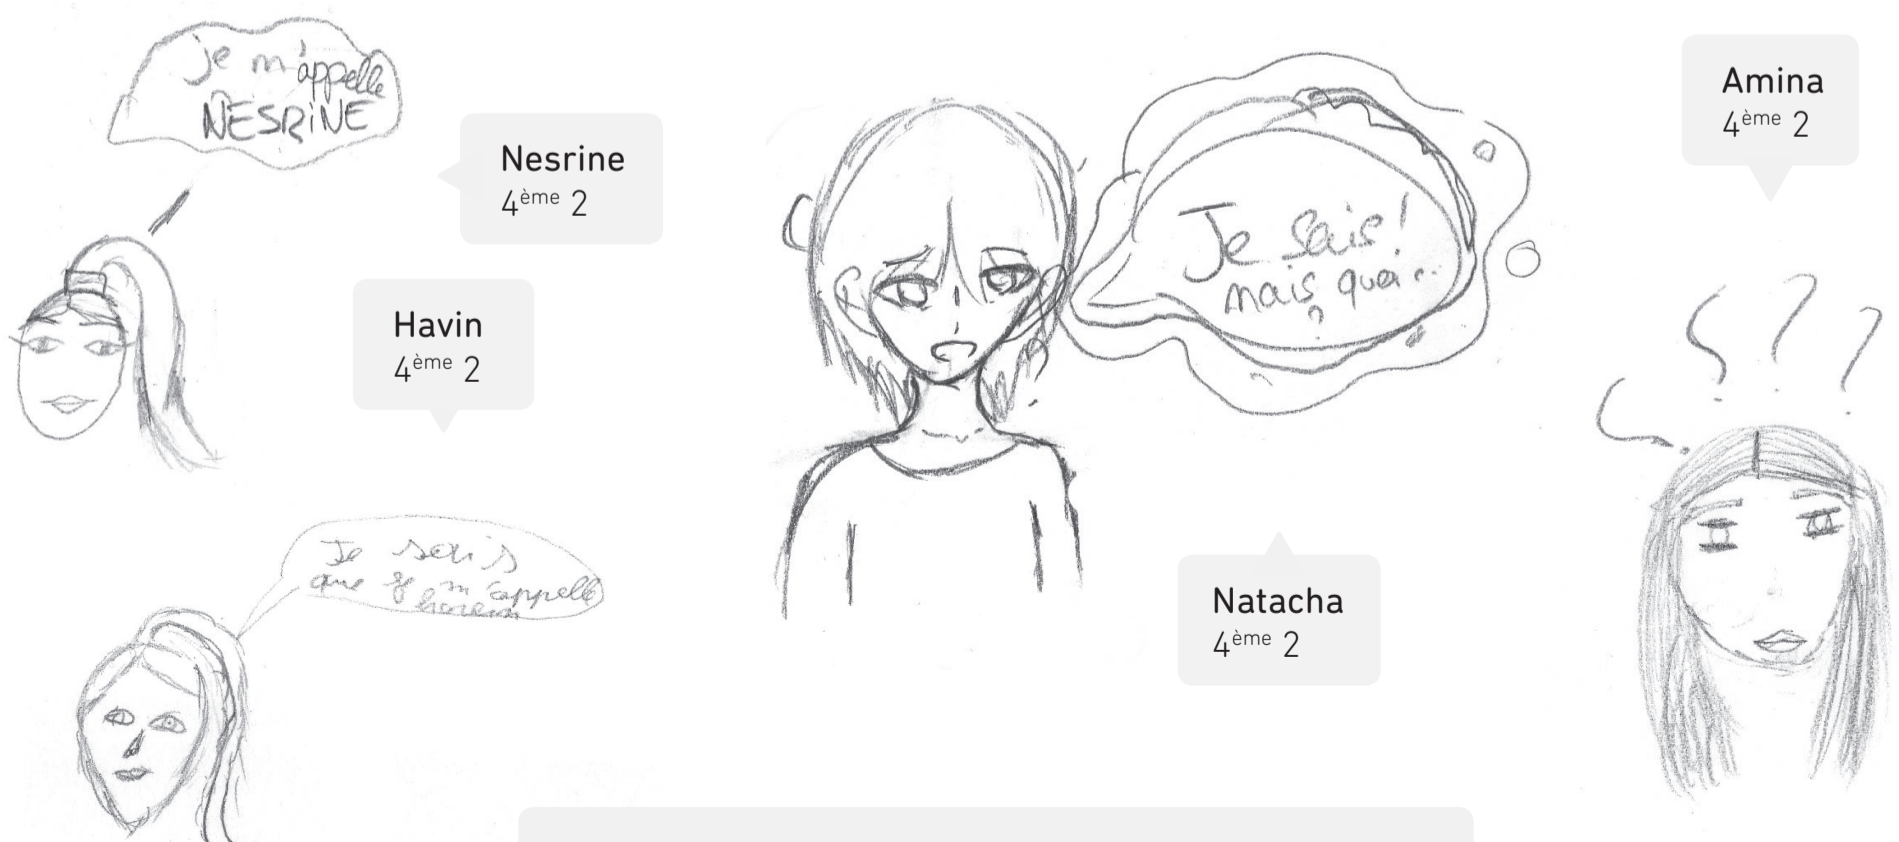 Je m'appelle
NESRiNE
Nesrine
4ème 2
Havin
4ème 2
Je sais
que je m'appelle
Je sais!
mais quoi...
?
Natacha
4ème 2
Amina
4ème 2
? ? ? ?